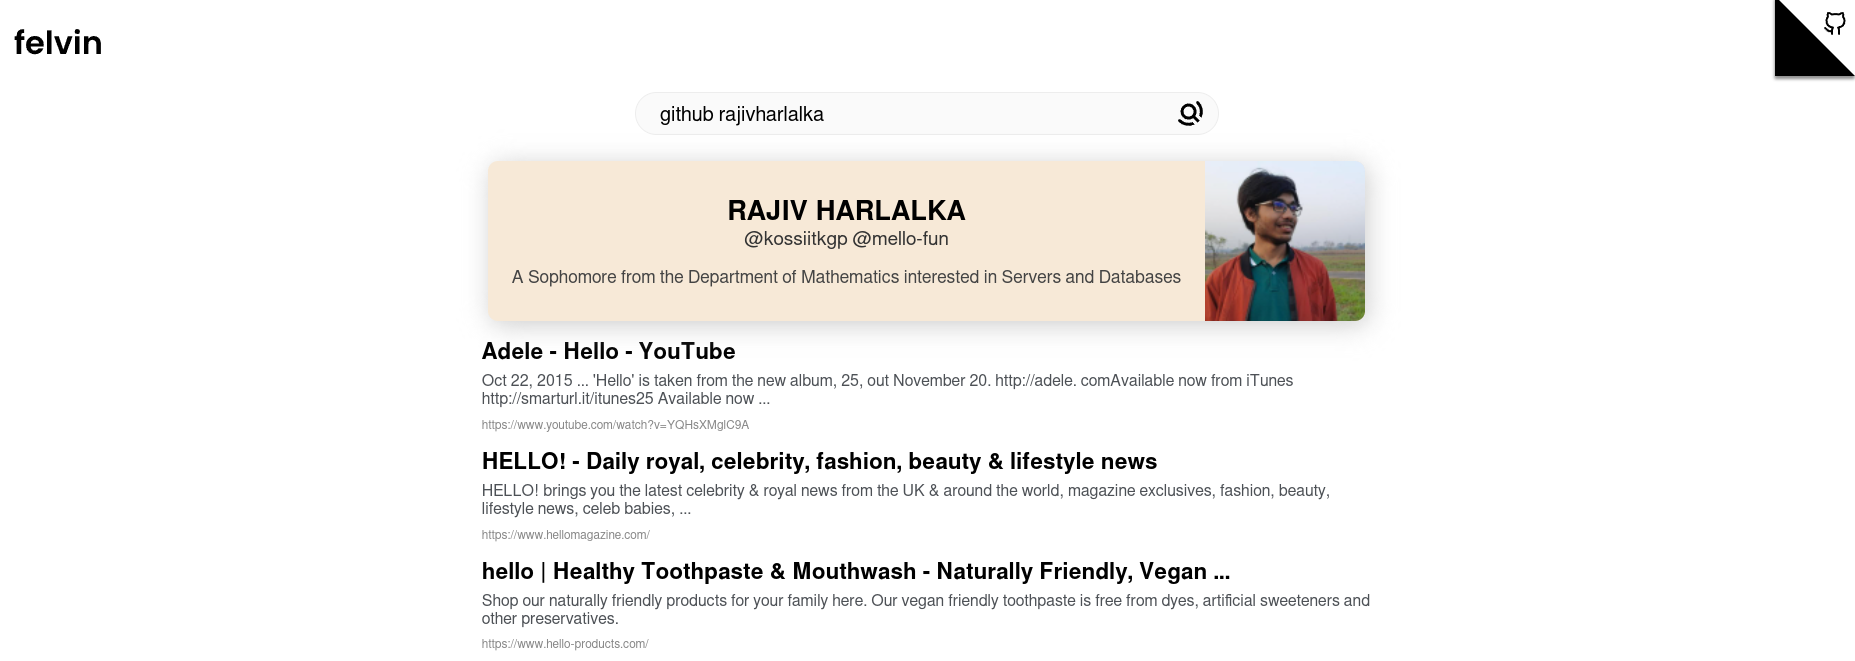 felvin
github rajivharlalka
RAJIV HARLALKA
@kossiitkgp @mello-fun
A Sophomore from the Department of Mathematics interested in Servers and Databases
Adele - Hello - YouTube
Oct 22, 2015 ... 'Hello' is taken from the new album, 25, out November 20. http://adele. comAvailable now from iTunes
http://smarturl.it/itunes25 Available now ...
https://www.youtube.com/watch?v=YQHsXMglC9A
HELLO! - Daily royal, celebrity, fashion, beauty & lifestyle news
HELLO! brings you the latest celebrity & royal news from the UK & around the world, magazine exclusives, fashion, beauty,
lifestyle news, celeb babies, ...
https://www.hellomagazine.com/
hello | Healthy Toothpaste & Mouthwash - Naturally Friendly, Vegan ...
Shop our naturally friendly products for your family here. Our vegan friendly toothpaste is free from dyes, artificial sweeteners and
other preservatives.
https://www.hello-products.com/